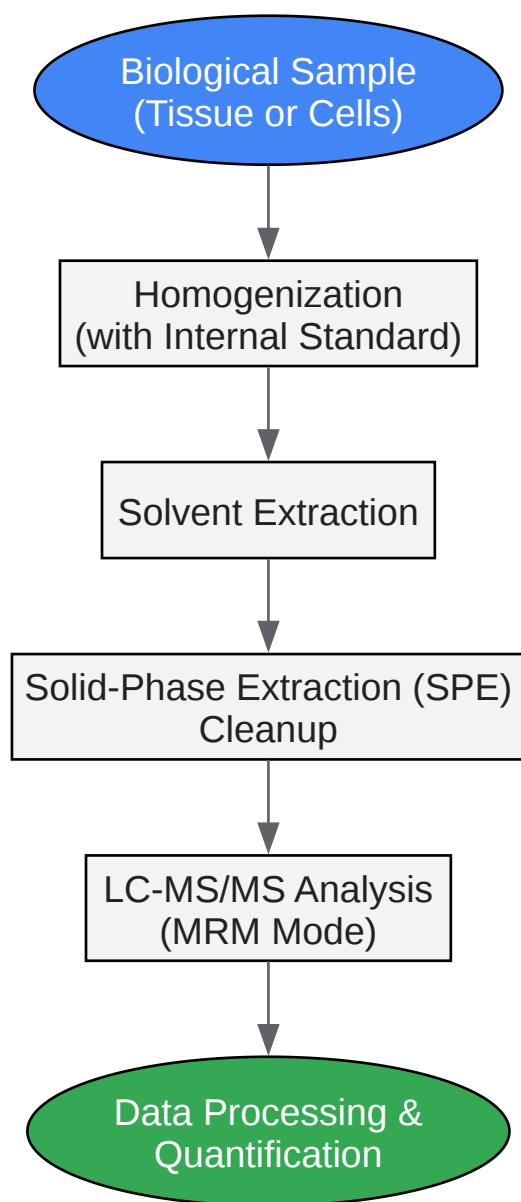 Biological Sample
(Tissue or Cells)
Homogenization
(with Internal Standard)
Solvent Extraction
Solid-Phase Extraction (SPE)
Cleanup
LC-MS/MS Analysis
(MRM Mode)
Data Processing &
Quantification